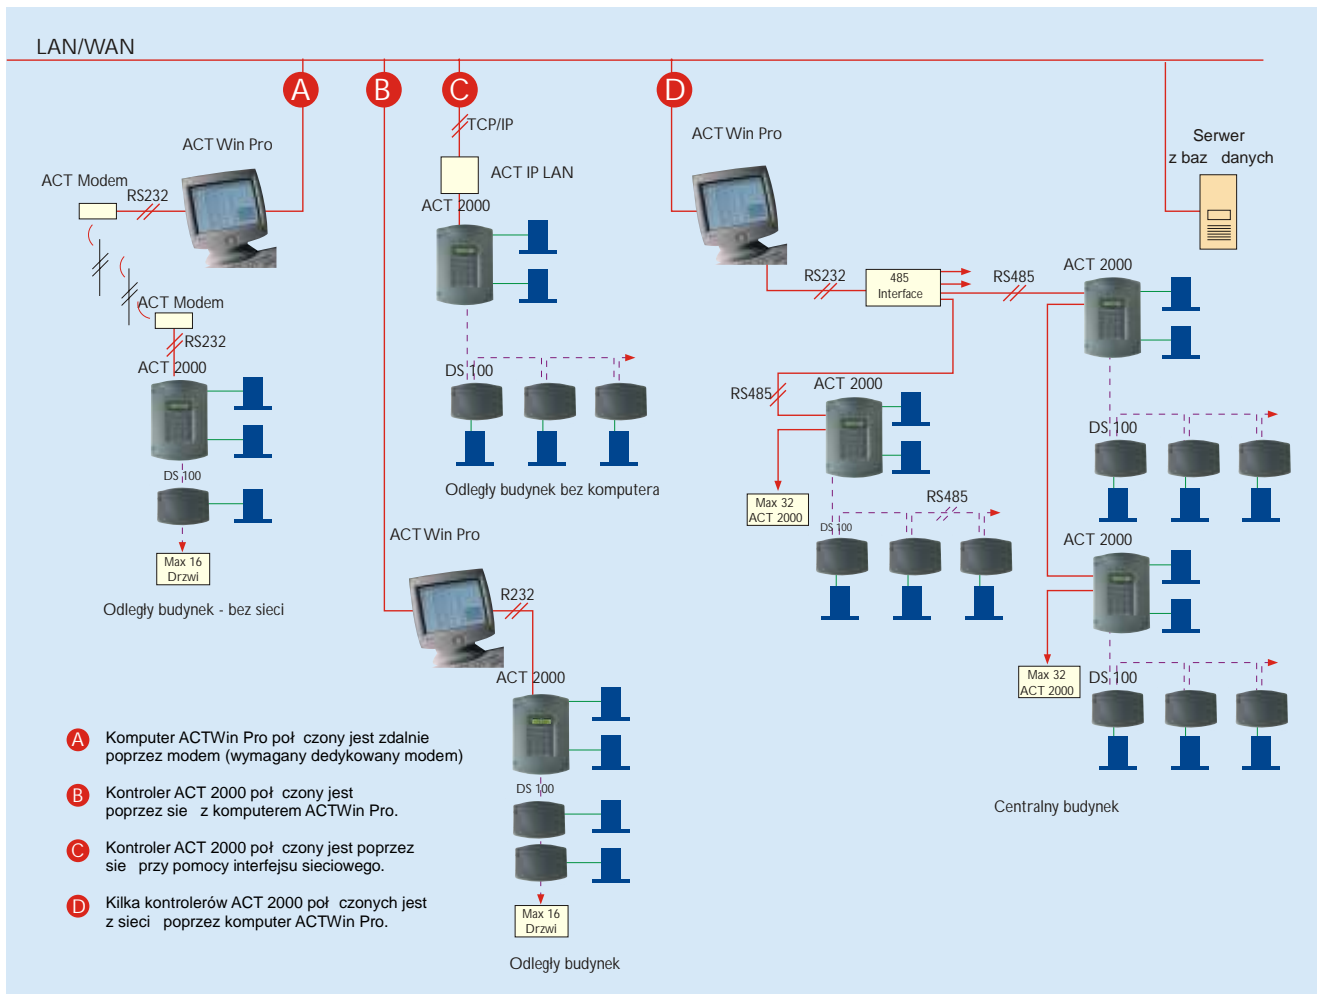 LAN/WAN
A
B
C
D
TCP/IP
ACT Win Pro
ACT IP LAN
ACT Win Pro
Serwer
z baz danych
ACT Modem
RS232
ACT 2000
ACT Modem
RS232
ACT 2000
DS 100
Max 16
Drzwi
Odległy budynek - bez sieci
DS 100
Odległy budynek bez komputera
ACT Win Pro
R232
ACT 2000
DS 100
Max 16
Drzwi
Odległy budynek
RS232
485
Interface
RS485
ACT 2000
RS485
ACT 2000
Max 32
ACT 2000
DS 100
RS485
DS 100
ACT 2000
Max 32
ACT 2000
DS 100
Centralny budynek
A Komputer ACTWin Pro poł czony jest zdalnie
poprzez modem (wymagany dedykowany modem)
B Kontroler ACT 2000 poł czony jest
poprzez sie z komputerem ACTWin Pro.
C Kontroler ACT 2000 poł czony jest poprzez
sie przy pomocy interfejsu sieciowego.
D Kilka kontrolerów ACT 2000 poł czonych jest
z sieci poprzez komputer ACTWin Pro.